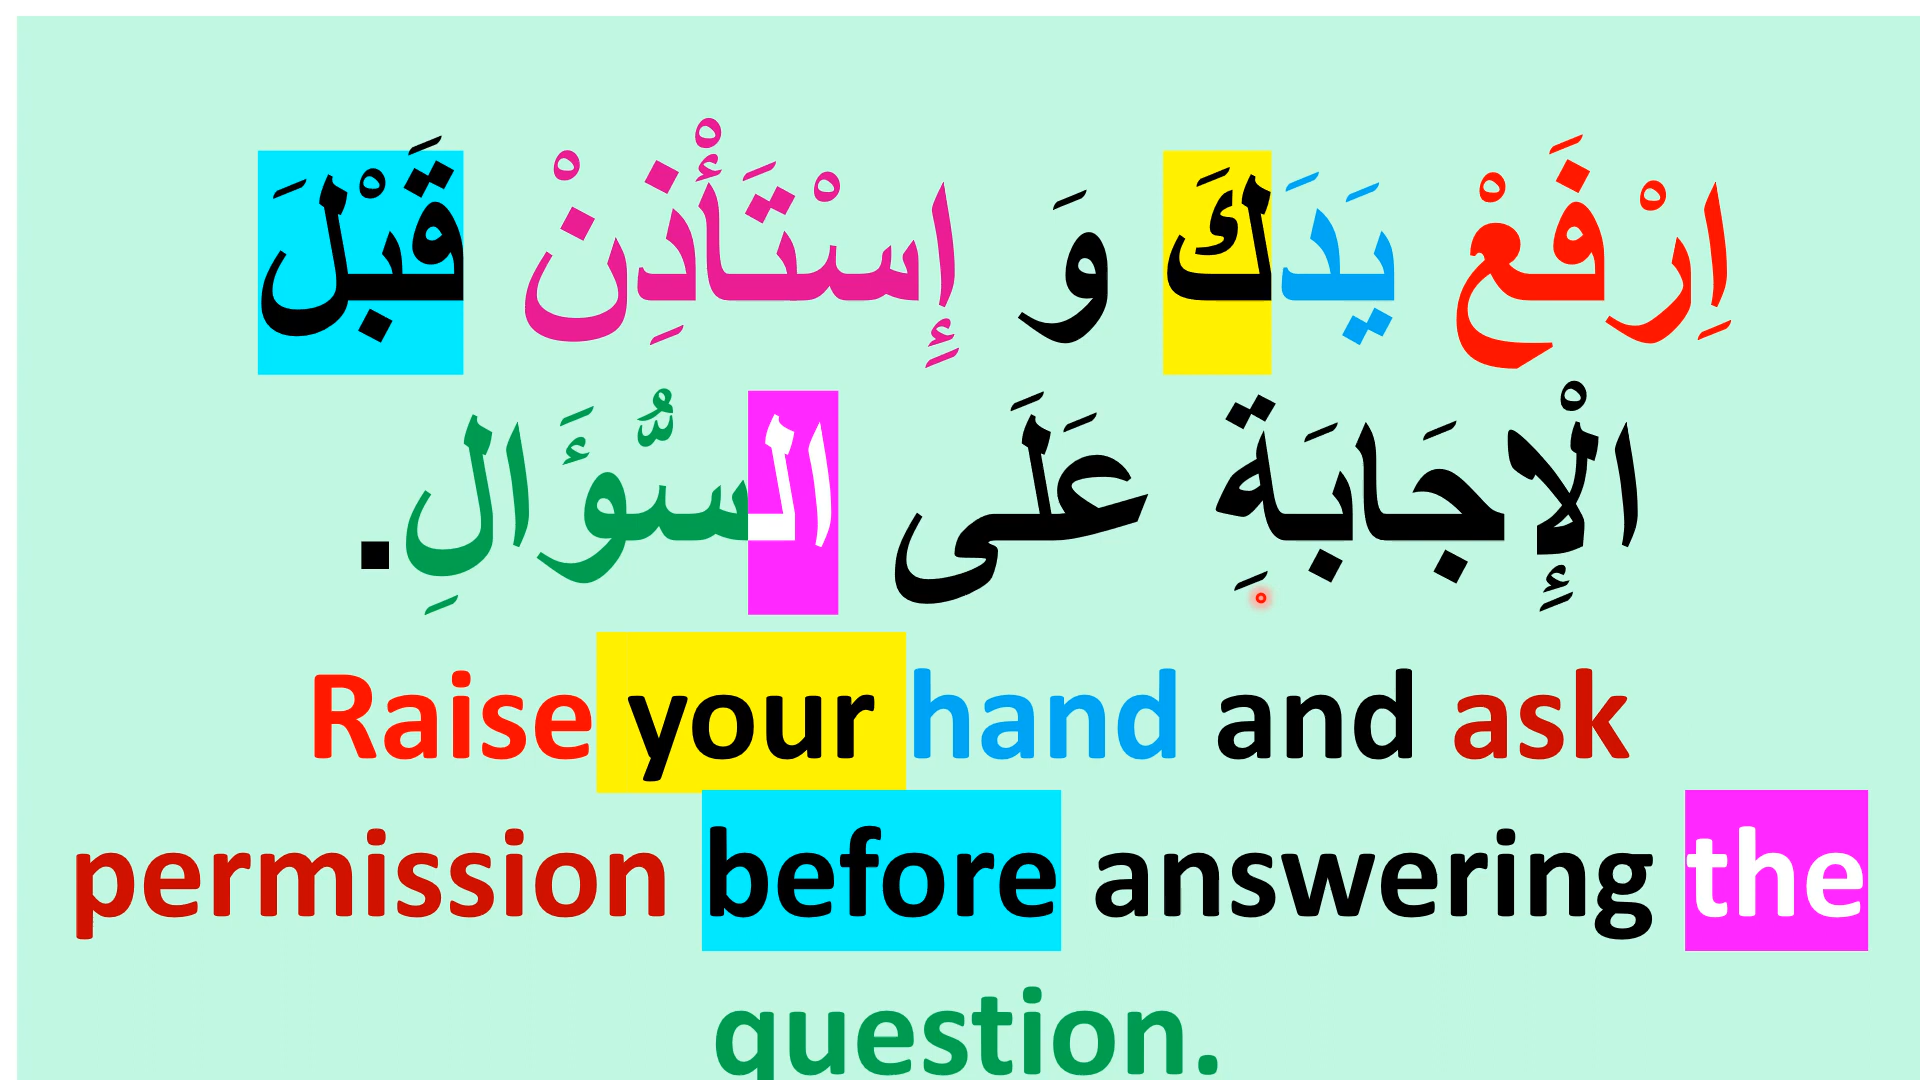 اِرْفَعْ يَدَكَ وَ إِسْتَأْذِنْ قَبْلَ
الْإِجَابَةِ عَلَى السُّؤَالِ.
Raise your hand and ask
permission before answering the
question.